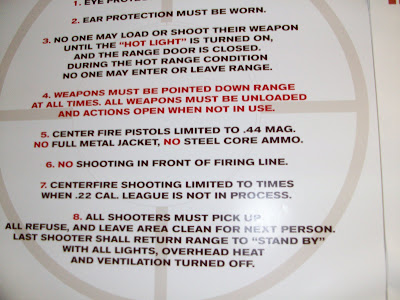 1. EYE PROTEC
2. EAR PROTECTION MUST BE WORN.
3. NO ONE MAY LOAD OR SHOOT THEIR WEAPON
UNTIL THE "HOT LIGHT" IS TURNED ON,
AND THE RANGE DOOR IS CLOSED.
DURING THE HOT RANGE CONDITION
NO ONE MAY ENTER OR LEAVE RANGE.
4. WEAPONS MUST BE POINTED DOWN RANGE
AT ALL TIMES. ALL WEAPONS MUST BE UNLOADED
AND ACTIONS OPEN WHEN NOT IN USE.
5. CENTER FIRE PISTOLS LIMITED TO .44 MAG.
NO FULL METAL JACKET, NO STEEL CORE AMMO.
6. NO SHOOTING IN FRONT OF FIRING LINE.
7. CENTERFIRE SHOOTING LIMITED TO TIMES
WHEN .22 CAL. LEAGUE IS NOT IN PROCESS.
8. ALL SHOOTERS MUST PICK UP
ALL REFUSE, AND LEAVE AREA CLEAN FOR NEXT PERSON.
LAST SHOOTER SHALL RETURN RANGE TO "STAND BY"
WITH ALL LIGHTS, OVERHEAD HEAT
AND VENTILATION TURNED OFF.